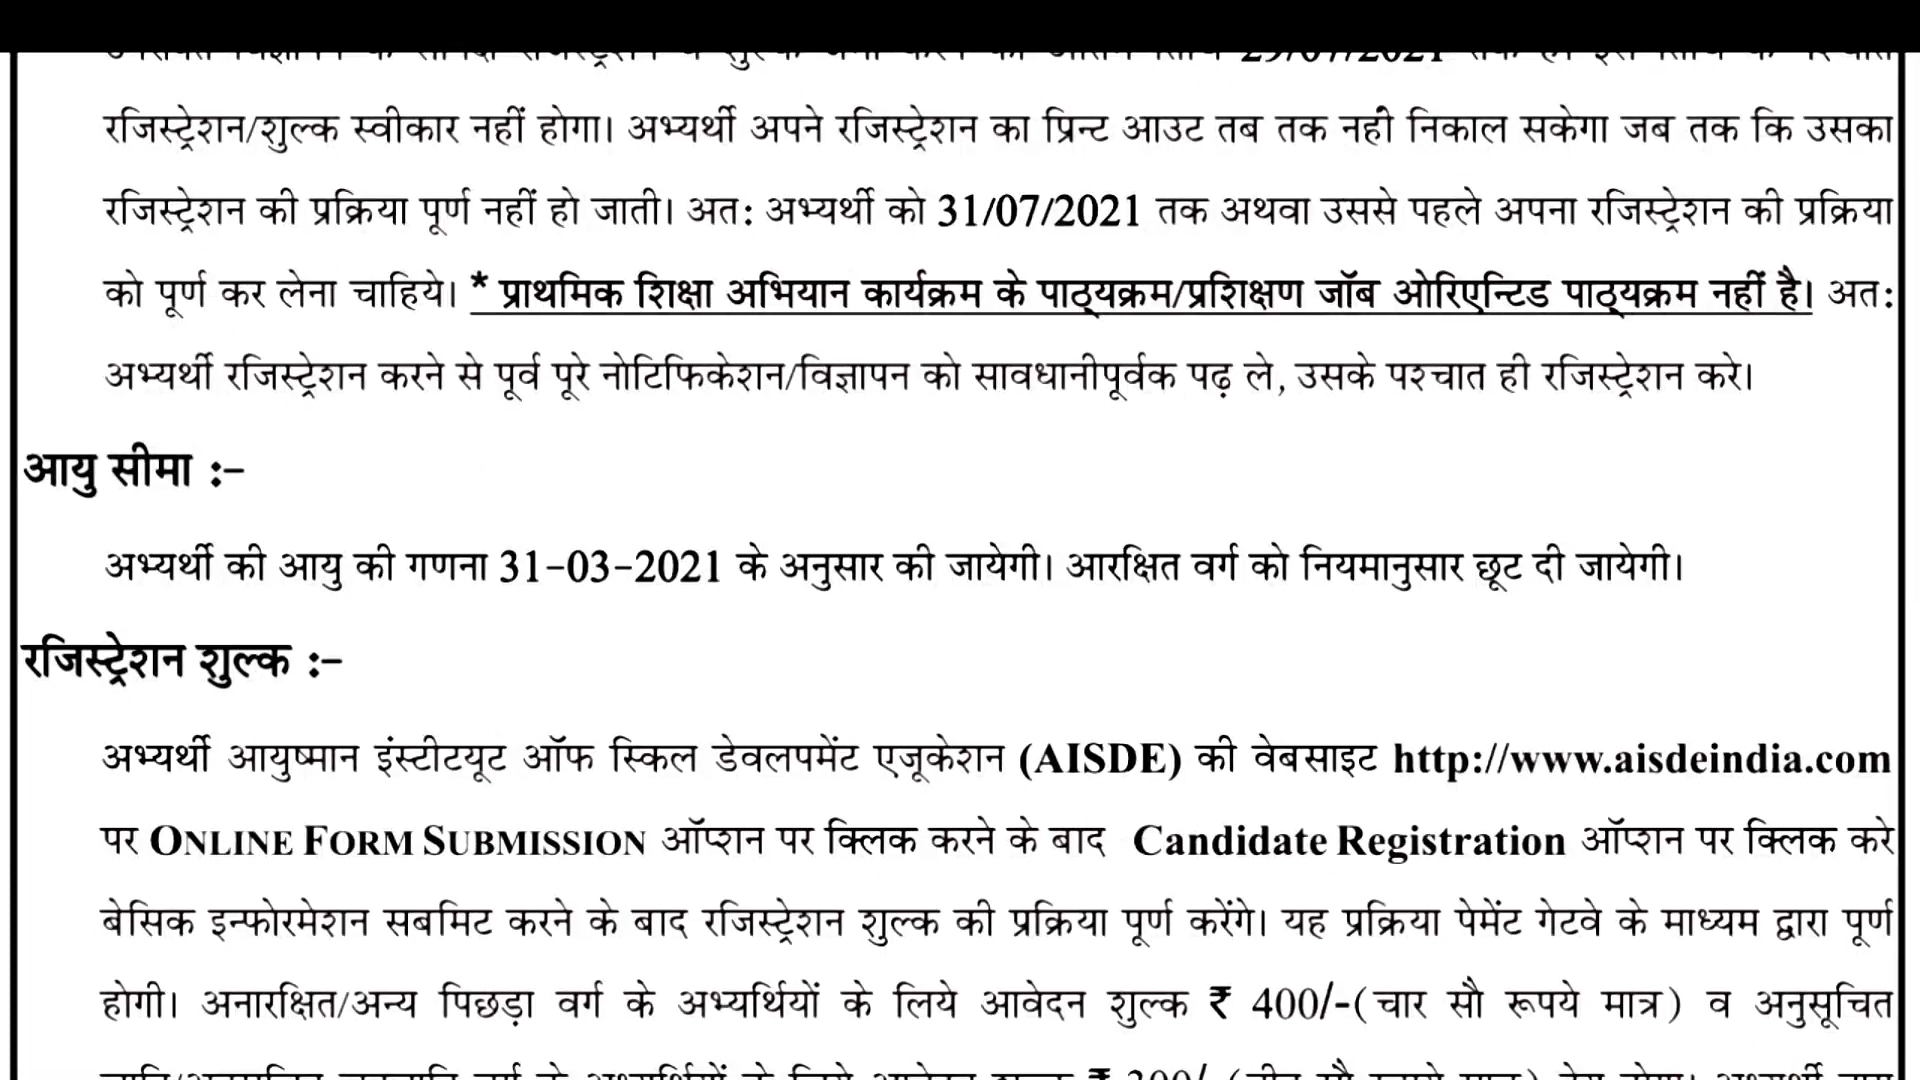 रजिस्ट्रेशन/शुल्क स्वीकार नहीं होगा। अभ्यर्थी अपने रजिस्ट्रेशन का प्रिन्ट आउट तब तक नही निकाल सकेगा जब तक कि उसका
रजिस्ट्रेशन की प्रक्रिया पूर्ण नहीं हो जाती। अतः अभ्यर्थी को 31/07/2021 तक अथवा उससे पहले अपना रजिस्ट्रेशन की प्रक्रिया
को पूर्ण कर लेना चाहिये। * प्राथमिक शिक्षा अभियान कार्यक्रम के पाठ्यक्रम/प्रशिक्षण जॉब ओरिएन्टिड पाठ्यक्रम नहीं है। अतः
अभ्यर्थी रजिस्ट्रेशन करने से पूर्व पूरे नोटिफिकेशन/विज्ञापन को सावधानीपूर्वक पढ़ ले, उसके पश्चात ही रजिस्ट्रेशन करे।
आयु सीमा :-
अभ्यर्थी की आयु की गणना 31-03-2021 के अनुसार की जायेगी। आरक्षित वर्ग को नियमानुसार छूट दी जायेगी।
रजिस्ट्रेशन शुल्क :-
अभ्यर्थी आयुष्मान इंस्टीटयूट ऑफ स्किल डेवलपमेंट एजूकेशन (AISDE) की वेबसाइट http://www.aisdeindia.com
पर ONLINE FORM SUBMISSION ऑप्शन पर क्लिक करने के बाद Candidate Registration ऑप्शन पर क्लिक करे
बेसिक इन्फोरमेशन सबमिट करने के बाद रजिस्ट्रेशन शुल्क की प्रक्रिया पूर्ण करेंगे। यह प्रक्रिया पेमेंट गेटवे के माध्यम द्वारा पूर्ण
होगी। अनारक्षित/अन्य पिछड़ा वर्ग के अभ्यर्थियों के लिये आवेदन शुल्क ₹ 400/-(चार सौ रूपये मात्र) व अनुसूचित